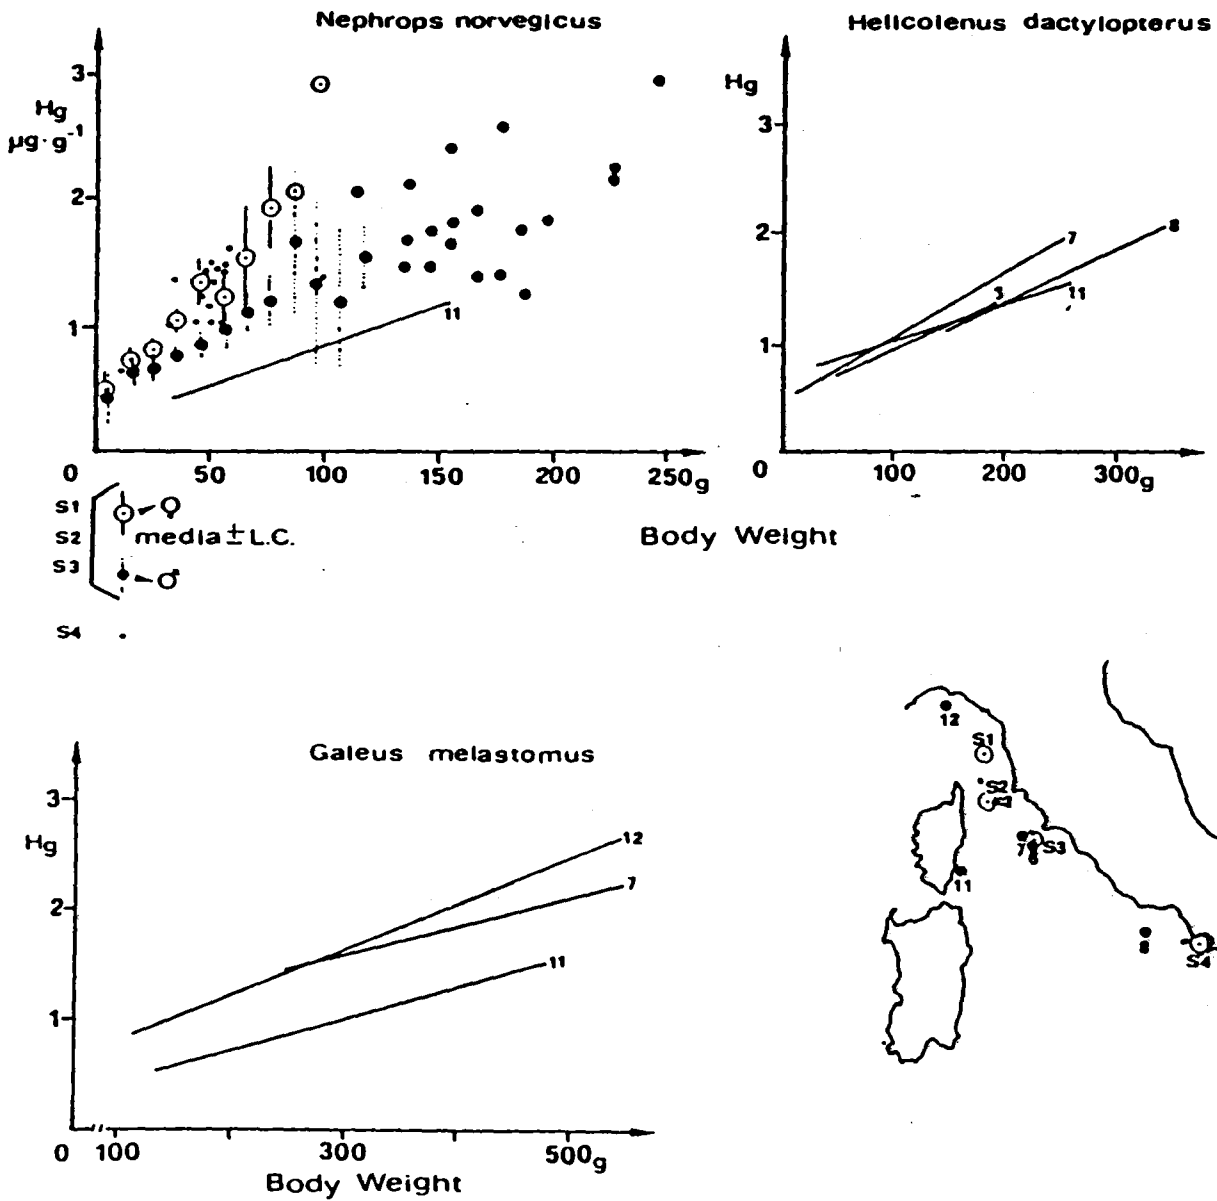 Nephrops norvegicus
3
Hg
µg·g-1
2
1
11
0 50 100 150 200 250g
Helicolenus dactylopterus
Hg
3
2
1
7
8
11
0 100 200 300g
Body Weight
S1
S2 media ± L.C.
S3
♀
♂
S4
Galeus melastomus
3
Hg
2
1
12
7
11
0 100 300 500g
Body Weight
12
S1
S2
7 S3
11
8
S4